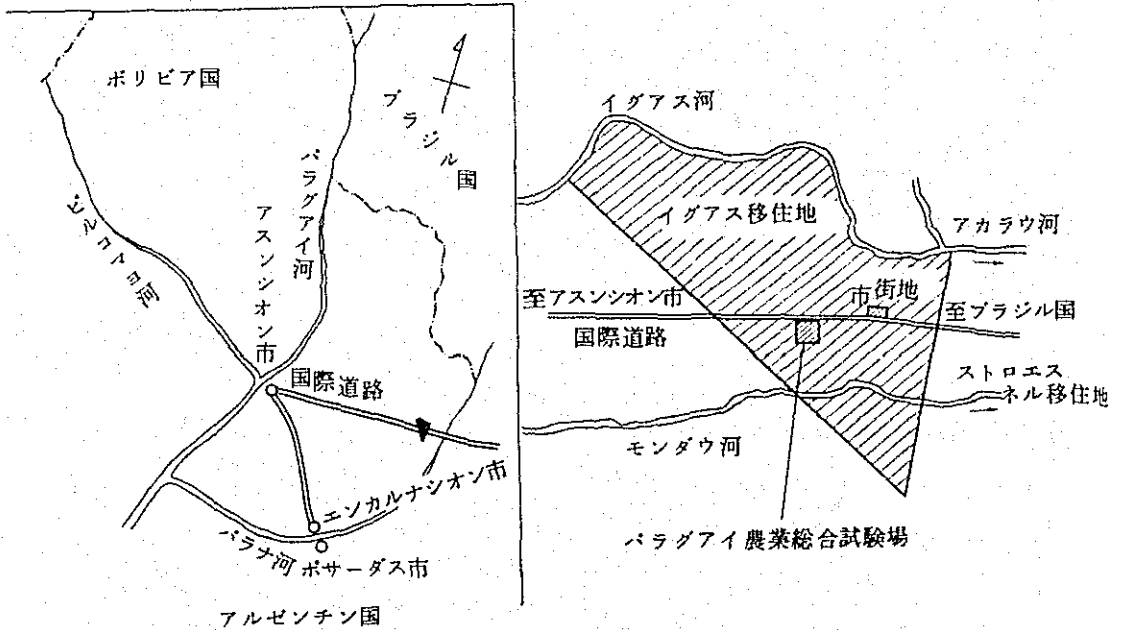 ボリビア国
ブラジル国
パラグアイ河
アスンシオン市
ピルコマヨ河
国際道路
エンカルナシオン市
パラナ河
ポサーダス市
アルゼンチン国
イグアス河
イグアス移住地
アカラウ河
市街地
至アスンシオン市
至ブラジル国
国際道路
ストロエス
ネル移住地
モンダウ河
パラグアイ農業総合試験場